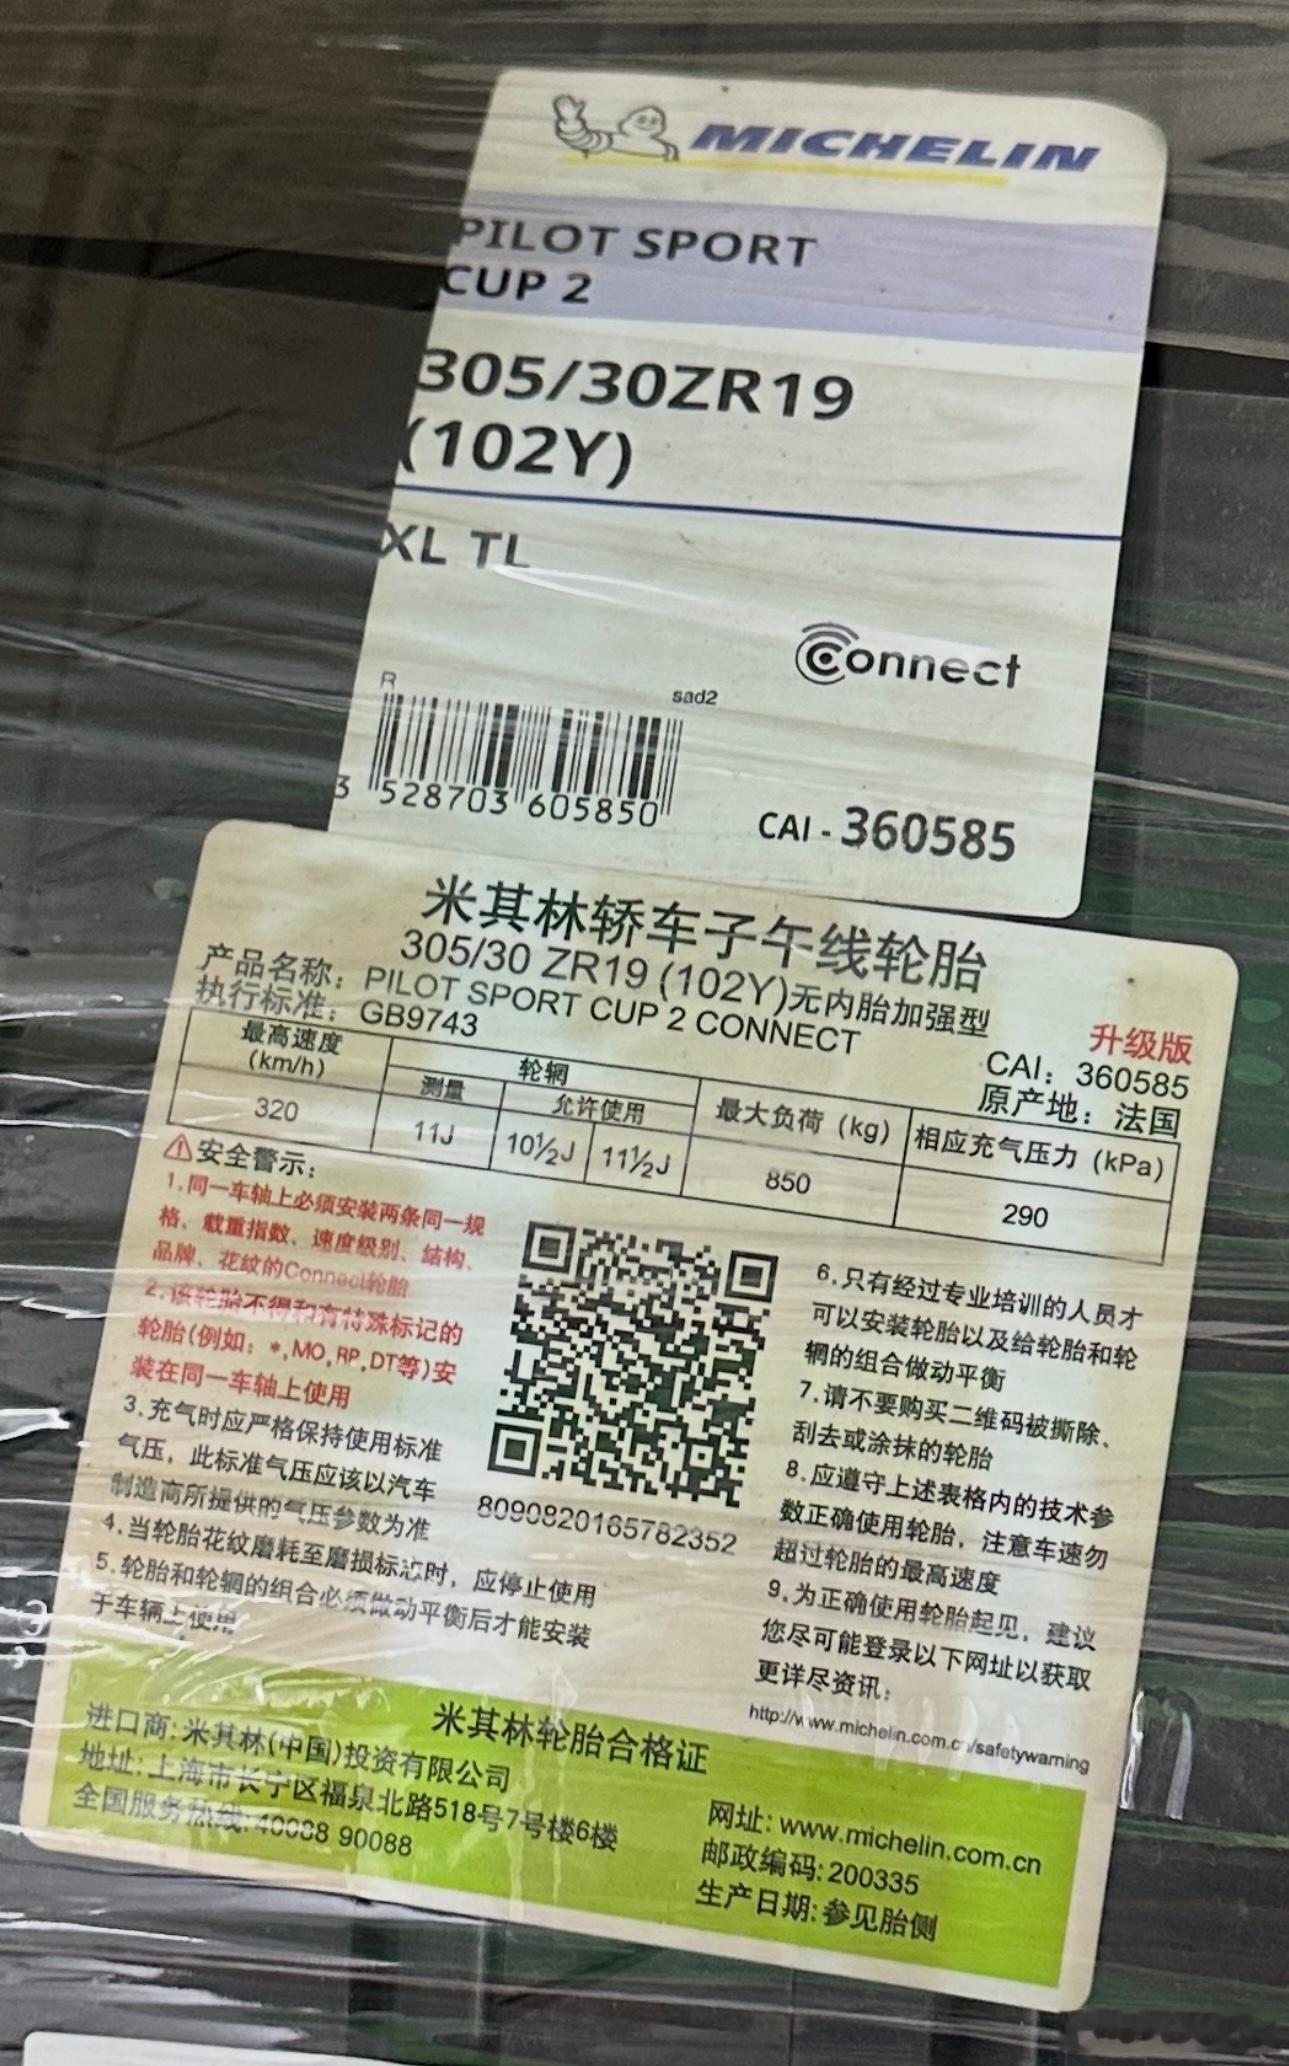 MICHELIN
PILOT SPORT
CUP 2
305/30ZR19
(102Y)
XL TL
Connect
R
sad2
3 528703 605850
CAI - 360585
米其林轿车子午线轮胎
305/30 ZR19 (102Y)无内胎加强型
产品名称：PILOT SPORT CUP 2 CONNECT
执行标准：GB9743
升级版
CAI：360585
原产地：法国
最高速度 (km/h)
轮辋
测量
允许使用
最大负荷 (kg)
相应充气压力 (kPa)
320
11J
10½J
11½J
850
290
安全警示：
1.同一车轴上必须安装两条同一规
格、载重指数、速度级别、结构、
品牌、花纹的Connect轮胎
2.该轮胎不得和有特殊标记的
轮胎(例如：*,MO,RP,DT等)安
装在同一车轴上使用
3.充气时应严格保持使用标准
气压，此标准气压应该以汽车
制造商所提供的气压参数为准
4.当轮胎花纹磨耗至磨损标志时，应停止使用
5.轮胎和轮辋的组合必须做动平衡后才能安装
于车辆上使用
8090820165782352
6.只有经过专业培训的人员才
可以安装轮胎以及给轮胎和轮
辋的组合做动平衡
7.请不要购买二维码被撕除、
刮去或涂抹的轮胎
8.应遵守上述表格内的技术参
数正确使用轮胎，注意车速勿
超过轮胎的最高速度
9.为正确使用轮胎起见，建议
您尽可能登录以下网址以获取
更详尽资讯：
http://www.michelin.com.cn/safetywarning
米其林轮胎合格证
进口商:米其林(中国)投资有限公司
地址:上海市长宁区福泉北路518号7号楼6楼
全国服务热线:40088 90088
网址: www.michelin.com.cn
邮政编码:200335
生产日期:参见胎侧